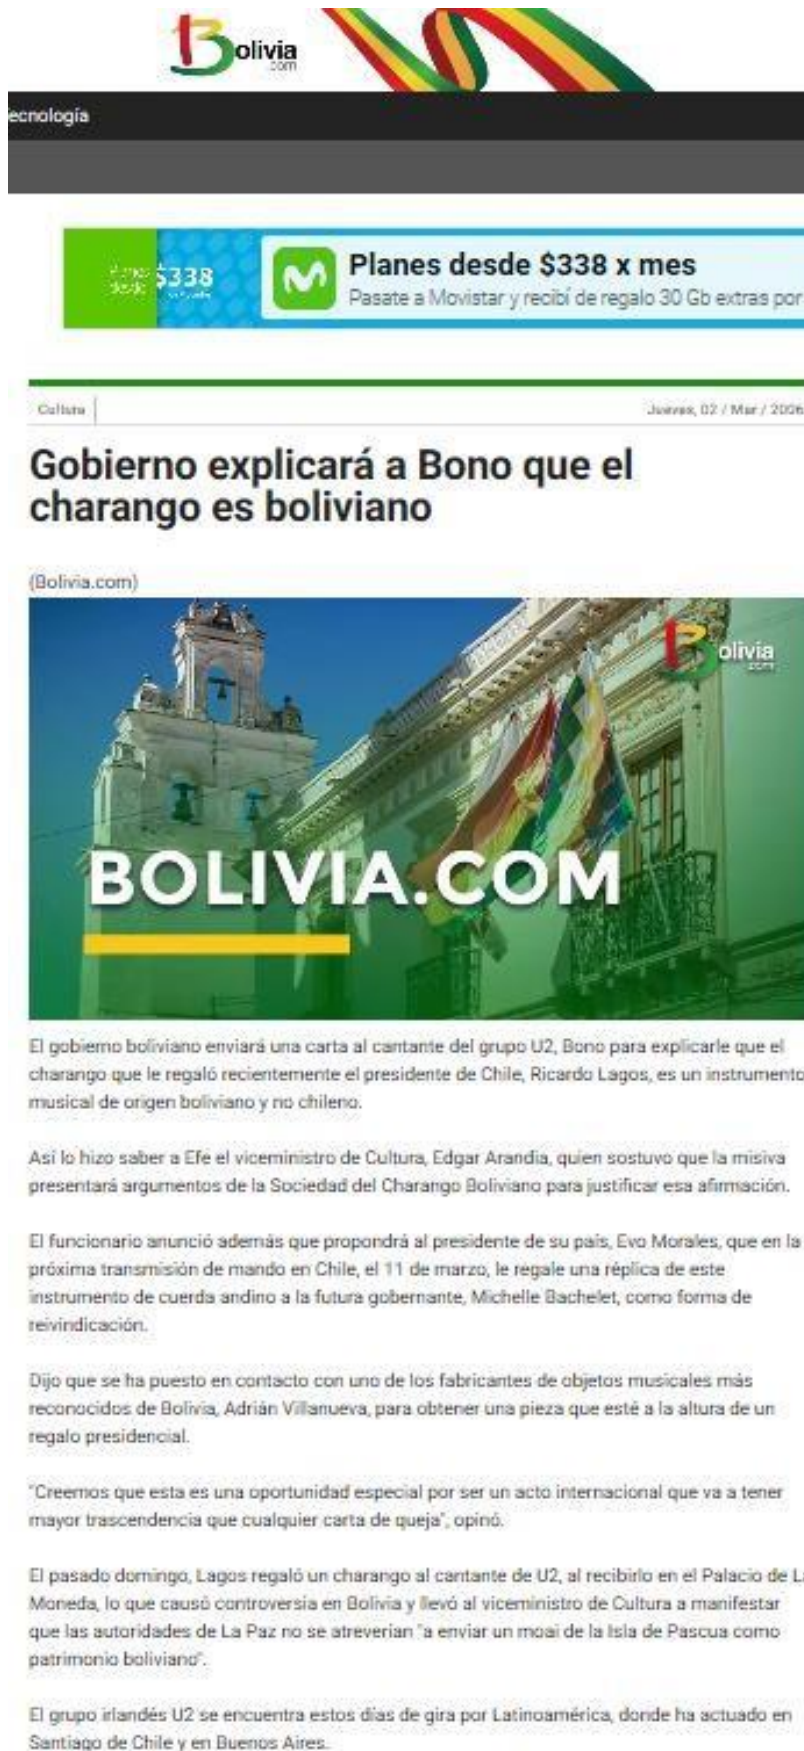 Bolivia
com
ecnología
Planes
desde $338
Planes desde $338 x mes
Pasate a Movistar y recibí de regalo 30 Gb extras por
Cultura
Jueves, 02 / Mar / 2006
Gobierno explicará a Bono que el
charango es boliviano
(Bolivia.com)
Bolivia
com
BOLIVIA.COM
El gobierno boliviano enviará una carta al cantante del grupo U2, Bono para explicarle que el
charango que le regaló recientemente el presidente de Chile, Ricardo Lagos, es un instrumento
musical de origen boliviano y no chileno.
Así lo hizo saber a Efe el viceministro de Cultura, Edgar Arandia, quien sostuvo que la misiva
presentará argumentos de la Sociedad del Charango Boliviano para justificar esa afirmación.
El funcionario anunció además que propondrá al presidente de su país, Evo Morales, que en la
próxima transmisión de mando en Chile, el 11 de marzo, le regale una réplica de este
instrumento de cuerda andino a la futura gobernante, Michelle Bachelet, como forma de
reivindicación.
Dijo que se ha puesto en contacto con uno de los fabricantes de objetos musicales más
reconocidos de Bolivia, Adrián Villanueva, para obtener una pieza que esté a la altura de un
regalo presidencial.
"Creemos que esta es una oportunidad especial por ser un acto internacional que va a tener
mayor trascendencia que cualquier carta de queja", opinó.
El pasado domingo, Lagos regaló un charango al cantante de U2, al recibirlo en el Palacio de La
Moneda, lo que causó controversia en Bolivia y llevó al viceministro de Cultura a manifestar
que las autoridades de La Paz no se atreverían "a enviar un moai de la Isla de Pascua como
patrimonio boliviano".
El grupo irlandés U2 se encuentra estos días de gira por Latinoamérica, donde ha actuado en
Santiago de Chile y en Buenos Aires.